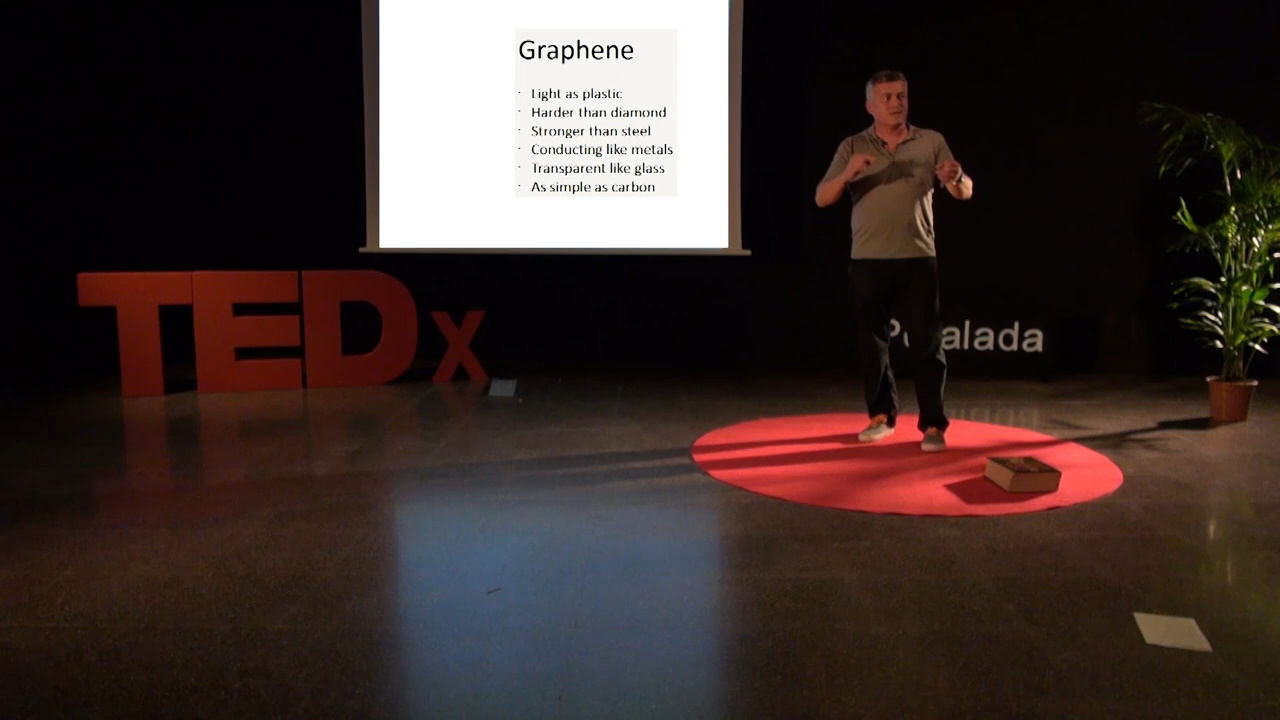 Graphene
· Light as plastic
· Harder than diamond
· Stronger than steel
· Conducting like metals
· Transparent like glass
· As simple as carbon
TEDx